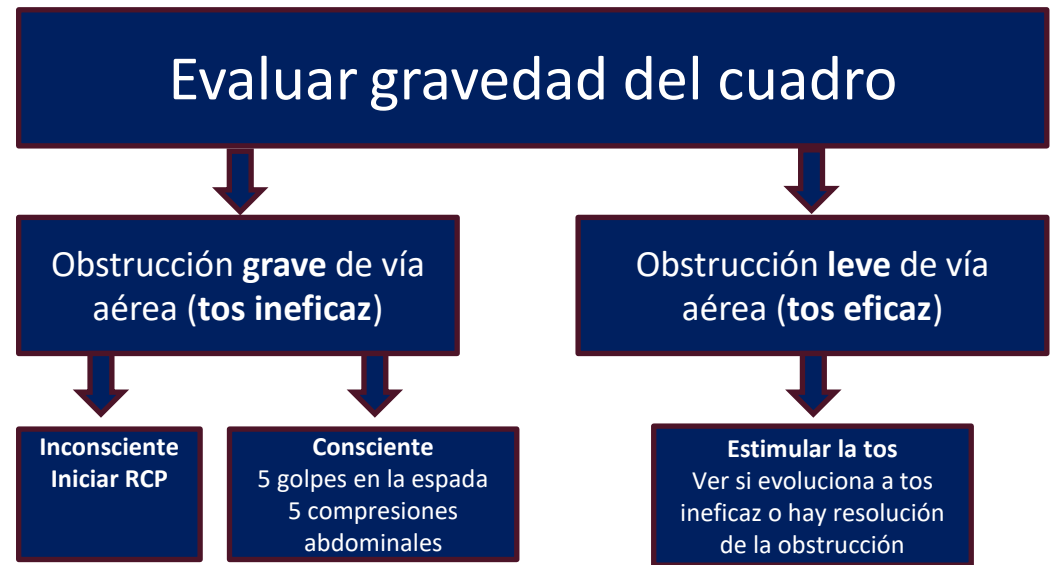 Evaluar gravedad del cuadro
Obstrucción grave de vía
aérea (tos ineficaz)
Obstrucción leve de vía
aérea (tos eficaz)
Inconsciente
Iniciar RCP
Consciente
5 golpes en la espada
5 compresiones
abdominales
Estimular la tos
Ver si evoluciona a tos
ineficaz o hay resolución
de la obstrucción